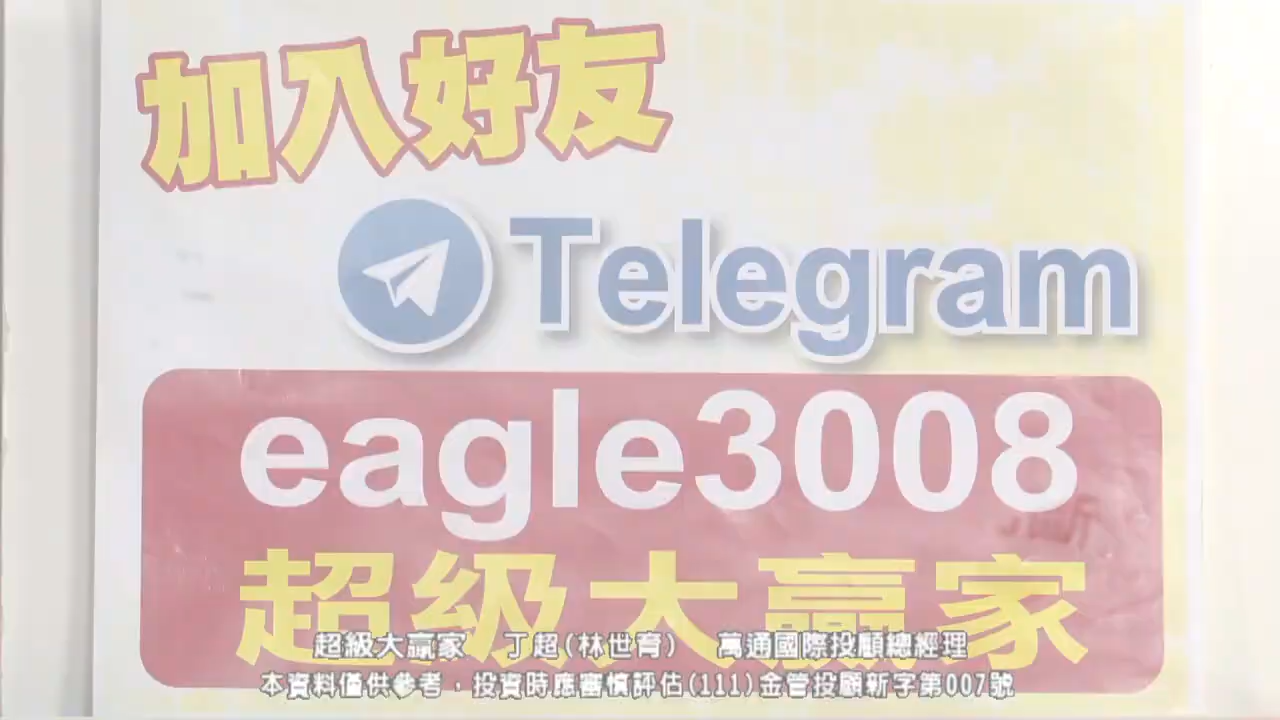 加入好友
Telegram
eagle3008
超級大贏家
超級大贏家 丁超(林世育) 萬通國際投顧總經理
本資料僅供參考，投資時應審慎評估(111)金管投顧新字第007號